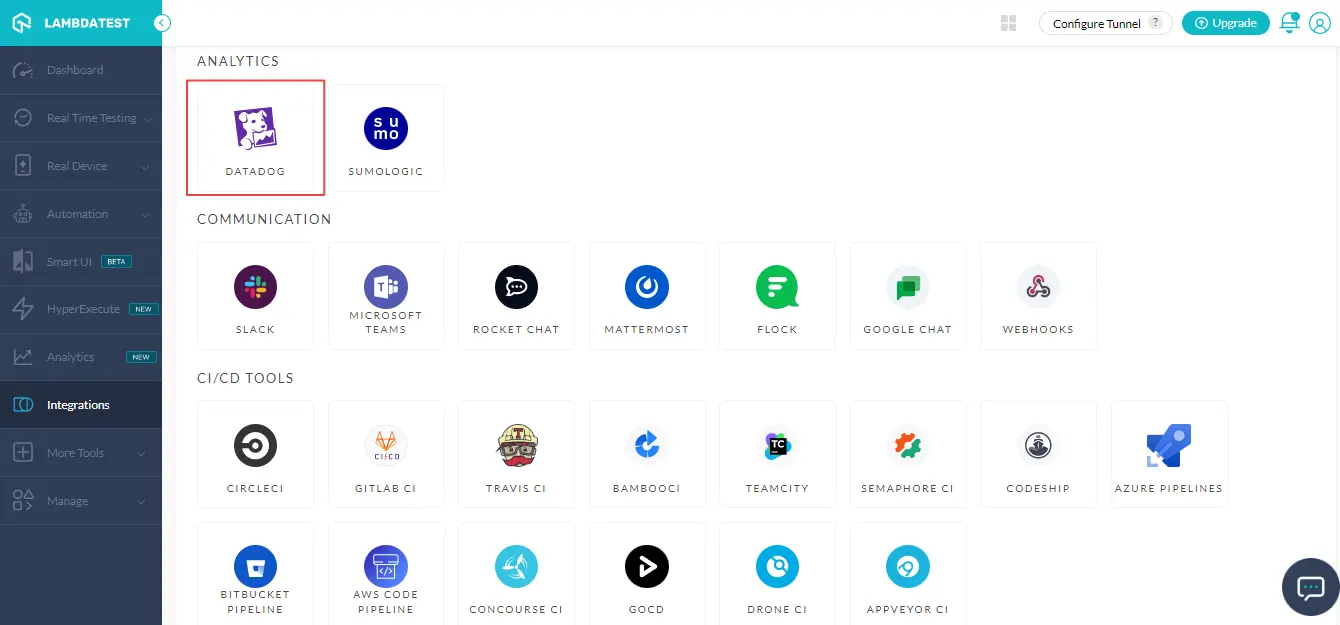 LAMBDATEST
Configure Tunnel ?
Upgrade
Dashboard
Real Time Testing
Real Device
Automation
Smart UI BETA
HyperExecute NEW
Analytics NEW
Integrations
More Tools
Manage
ANALYTICS
su
mo
DATADOG
SUMOLOGIC
COMMUNICATION
T
SLACK
MICROSOFT
TEAMS
ROCKET CHAT
MATTERMOST
FLOCK
GOOGLE CHAT
WEBHOOKS
CI/CD TOOLS
CI/CD
T
TC
CIRCLECI
GITLAB CI
TRAVIS CI
BAMBOOCI
TEAMCITY
SEMAPHORE CI
CODESHIP
AZURE PIPELINES
BITBUCKET
PIPELINE
AWS CODE
PIPELINE
CONCOURSE CI
GOCD
DRONE CI
APPVEYOR CI